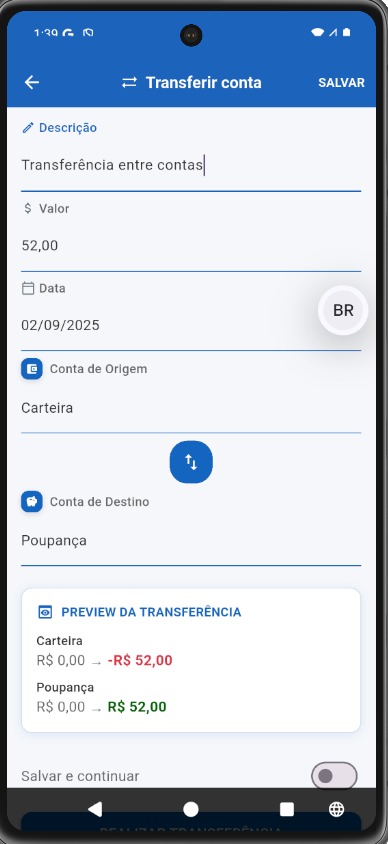 1:39
Transferir conta
SALVAR
Descrição
Transferência entre contas
$ Valor
52,00
Data
02/09/2025
BR
Conta de Origem
Carteira
Conta de Destino
Poupança
PREVIEW DA TRANSFERÊNCIA
Carteira
R$ 0,00 → -R$ 52,00
Poupança
R$ 0,00 → R$ 52,00
Salvar e continuar
REALIZAR TRANSFERÊNCIA